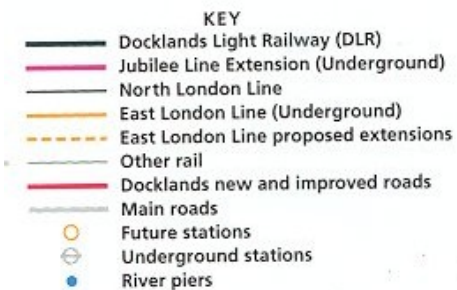 KEY
Docklands Light Railway (DLR)
Jubilee Line Extension (Underground)
North London Line
East London Line (Underground)
East London Line proposed extensions
Other rail
Docklands new and improved roads
Main roads
Future stations
Underground stations
River piers